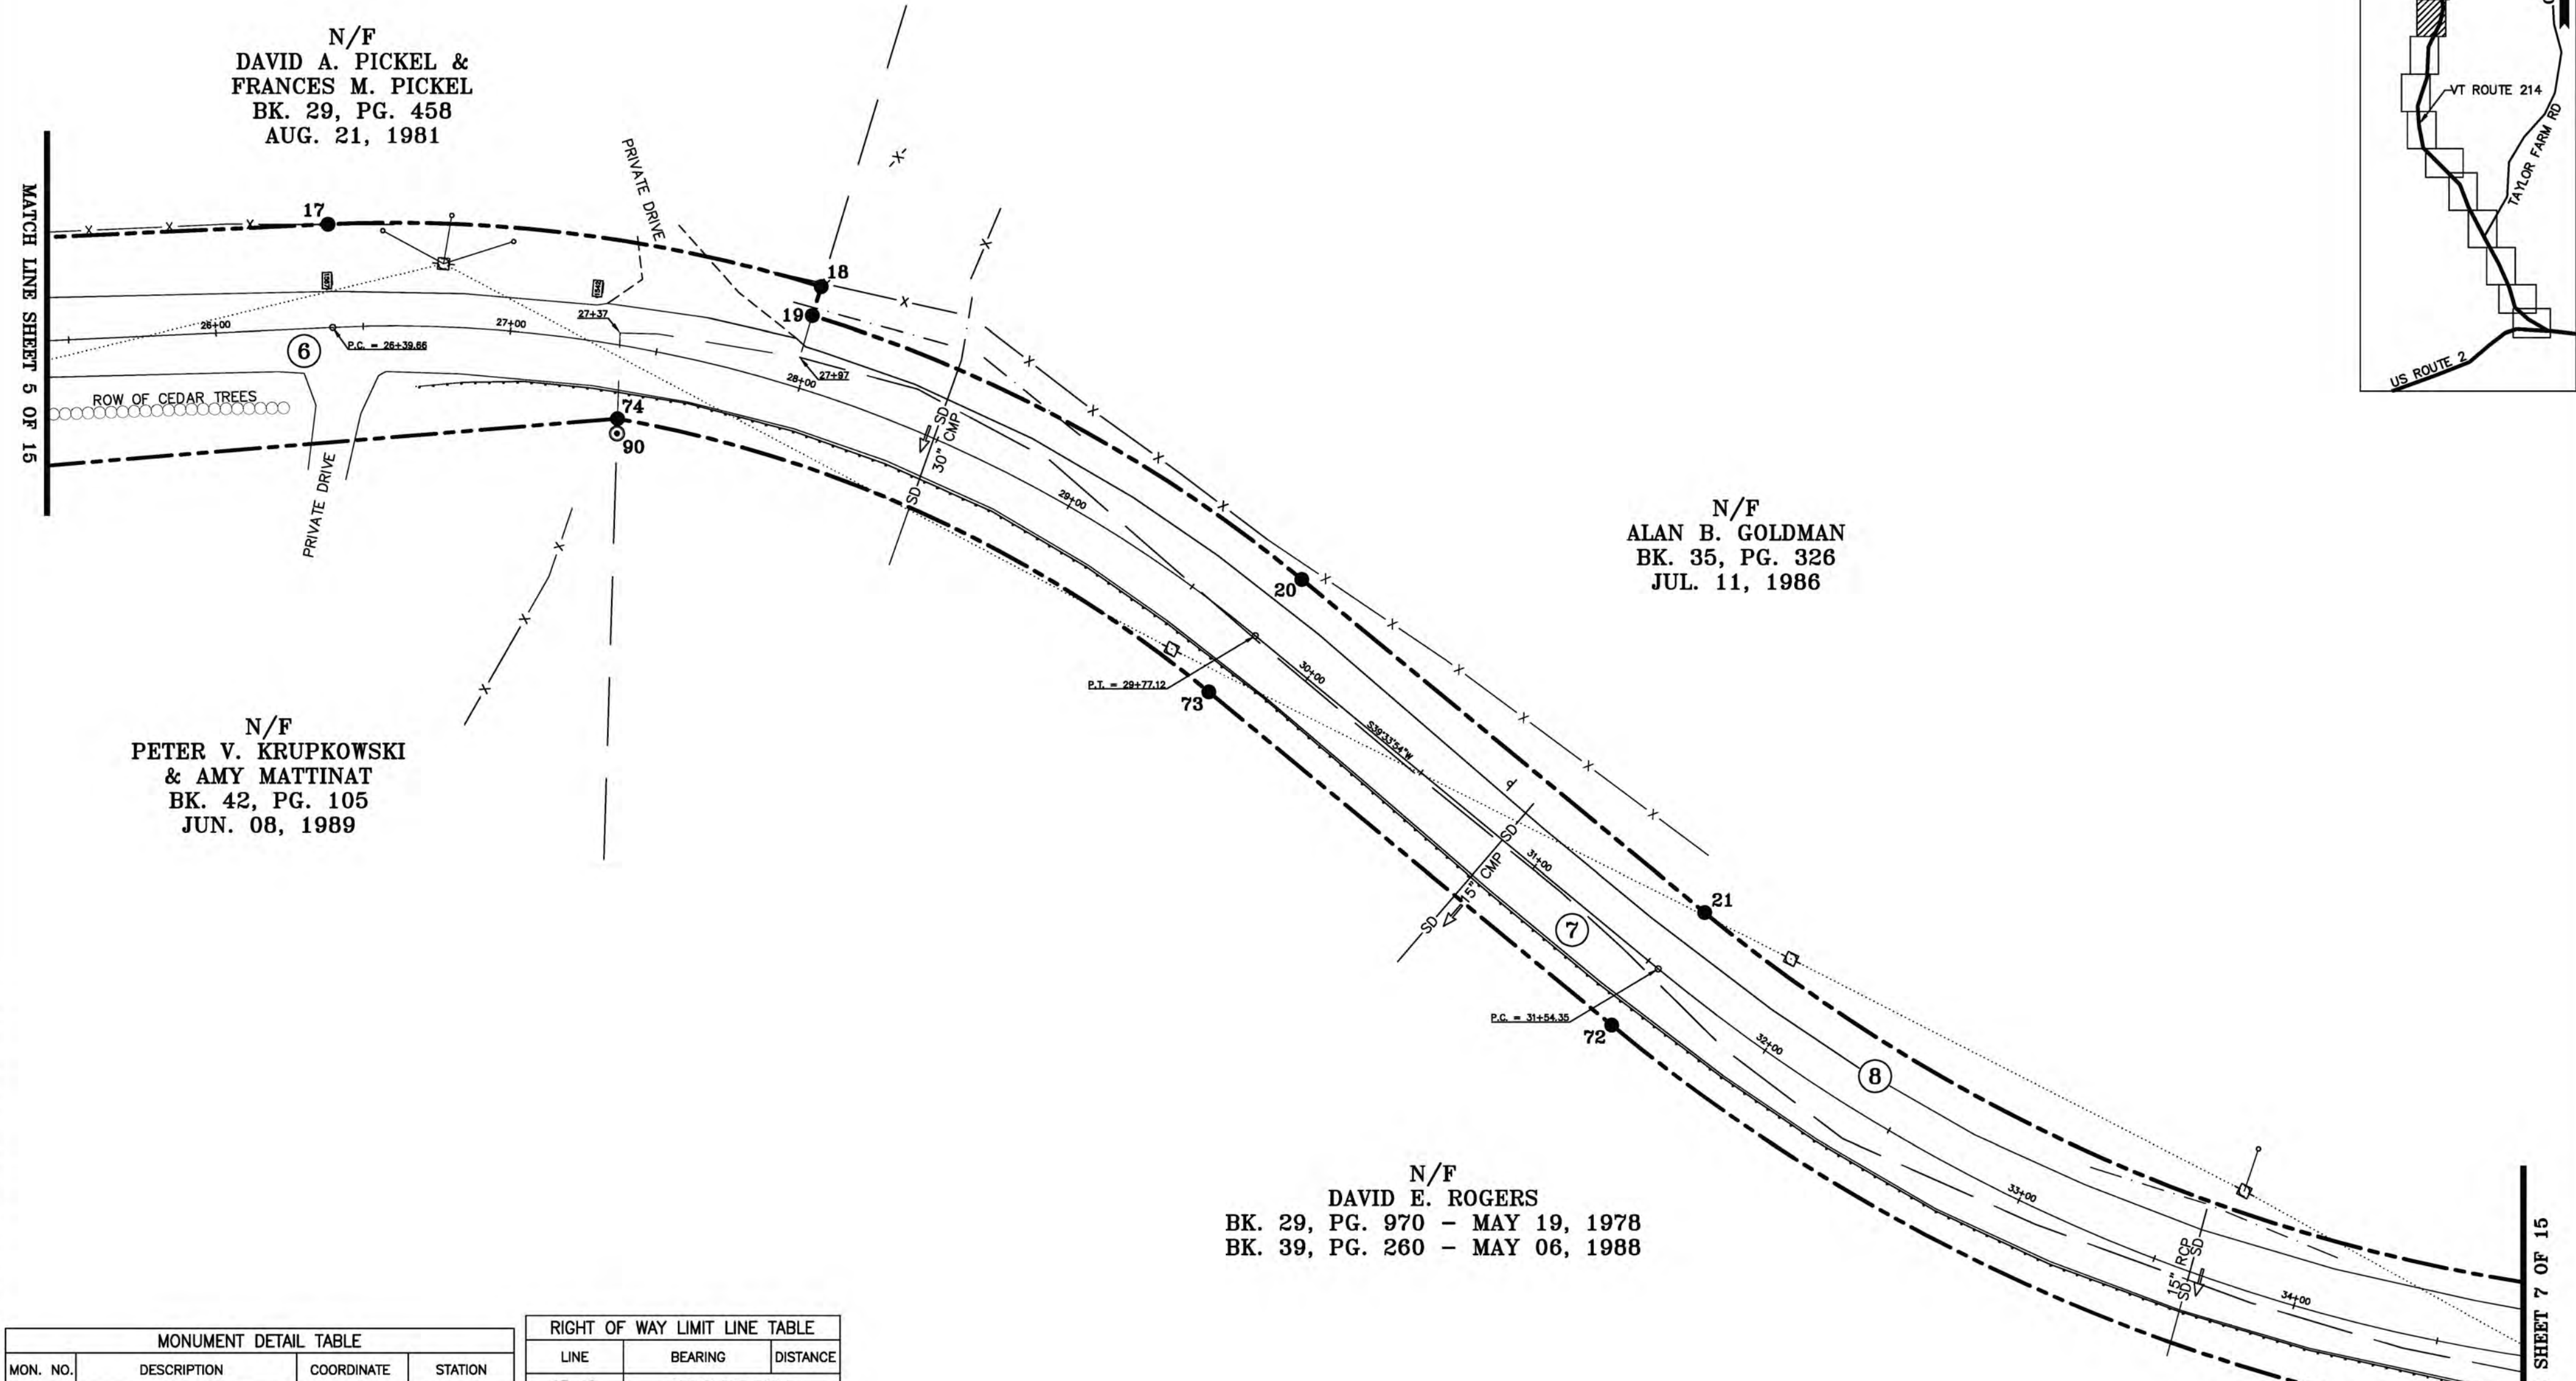 N/F
DAVID A. PICKEL &
FRANCES M. PICKEL
BK. 29, PG. 458
AUG. 21, 1981
MATCH LINE SHEET 5 OF 15
17
PRIVATE DRIVE
18
19
26+00
27+00
27+37
6
P.C. = 26+39.66
28+00
27+97
ROW OF CEDAR TREES
74
90
PRIVATE DRIVE
SD
30" CMP
SD
29+00
20
P.T. = 29+77.12
30+00
73
S39°33'54"W
N/F
ALAN B. GOLDMAN
BK. 35, PG. 326
JUL. 11, 1986
N/F
PETER V. KRUPKOWSKI
& AMY MATTINAT
BK. 42, PG. 105
JUN. 08, 1989
SD
15" CMP
SD
31+00
21
7
P.C. = 31+54.35
72
32+00
8
33+00
15" RCP
SD
SD
34+00
N/F
DAVID E. ROGERS
BK. 29, PG. 970 - MAY 19, 1978
BK. 39, PG. 260 - MAY 06, 1988
SHEET 7 OF 15
VT ROUTE 214
TAYLOR FARM RD
US ROUTE 2
MONUMENT DETAIL TABLE
MON. NO. DESCRIPTION COORDINATE STATION
RIGHT OF WAY LIMIT LINE TABLE
LINE BEARING DISTANCE